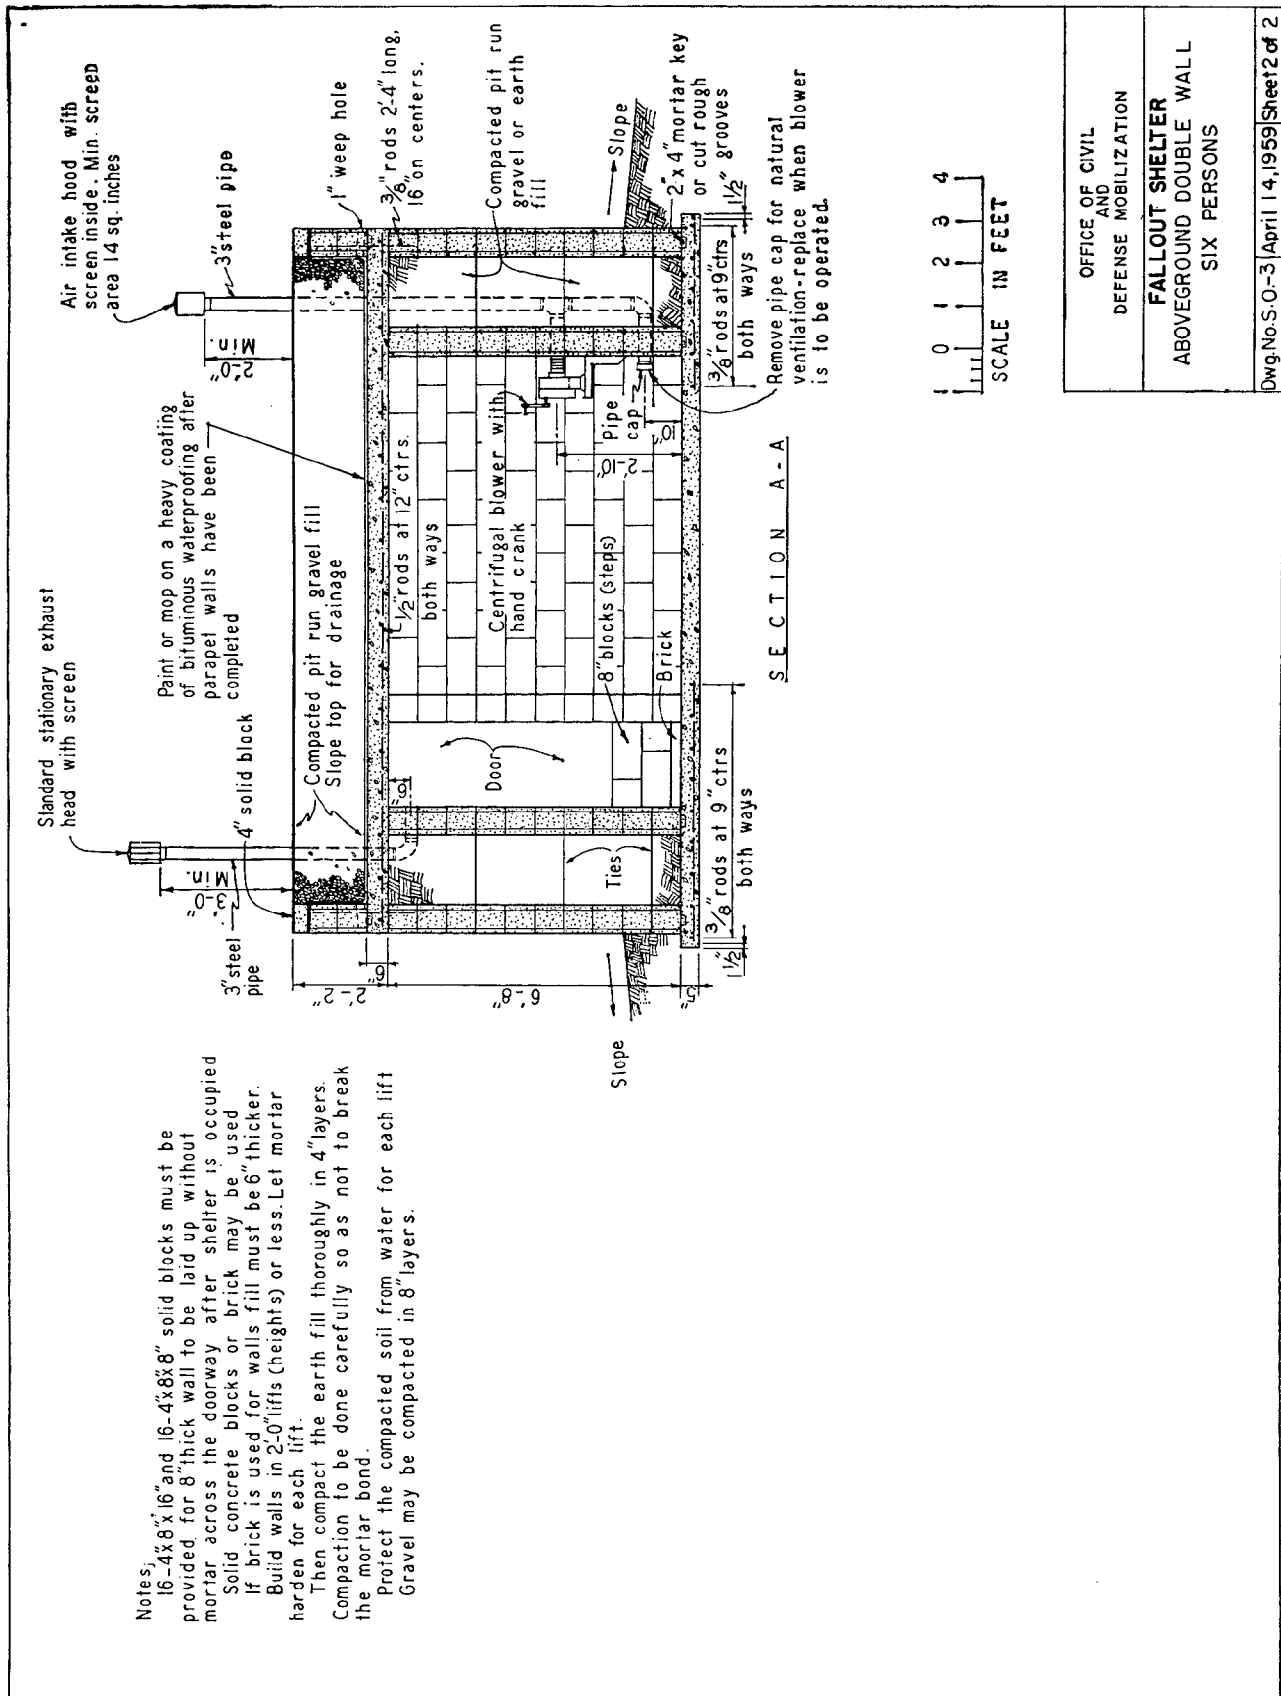 Notes;
16-4"x8"x16" and 16-4"x8x8" solid blocks must be
provided for 8" thick wall to be laid up without
mortar across the doorway after shelter is occupied
Solid concrete blocks or brick may be used
If brick is used for walls fill must be 6" thicker.
Build walls in 2'-0" lifts (heights) or less. Let mortar
harden for each lift.
Then compact the earth fill thoroughly in 4" layers.
Compaction to be done carefully so as not to break
the mortar bond.
Protect the compacted soil from water for each lift
Gravel may be compacted in 8" layers.
Standard stationary exhaust
head with screen
3" steel
pipe
3'-0"
Min.
4" solid block
Paint or mop on a heavy coating
of bituminous waterproofing after
parapet walls have been
completed
Air intake hood with
screen inside. Min. screen
area 14 sq. inches
3" steel pipe
2'-0"
Min.
Compacted pit run gravel fill
Slope top for drainage
1" weep hole
3/8" rods 2'-4" long,
16" on centers.
Compacted pit run
gravel or earth
fill
2'-2"
6"
6'-8"
5"
6"
1/2" rods at 12" ctrs.
both ways
Door
Ties
Centrifugal blower with
hand crank
8" blocks (steps)
Brick
Pipe
cap
2'-10"
10"
Slope
Slope
2" x 4" mortar key
or cut rough
grooves
1 1/2"
3/8" rods at 9" ctrs
both ways
1 1/2"
3/8" rods at 9" ctrs
both ways
Remove pipe cap for natural
ventilation-replace when blower
is to be operated.
SECTION A-A
1 0 1 2 3 4
SCALE IN FEET
OFFICE OF CIVIL
AND
DEFENSE MOBILIZATION
FALLOUT SHELTER
ABOVEGROUND DOUBLE WALL
SIX PERSONS
Dwg. No. S.O.-3 April 14, 1959 Sheet 2 of 2